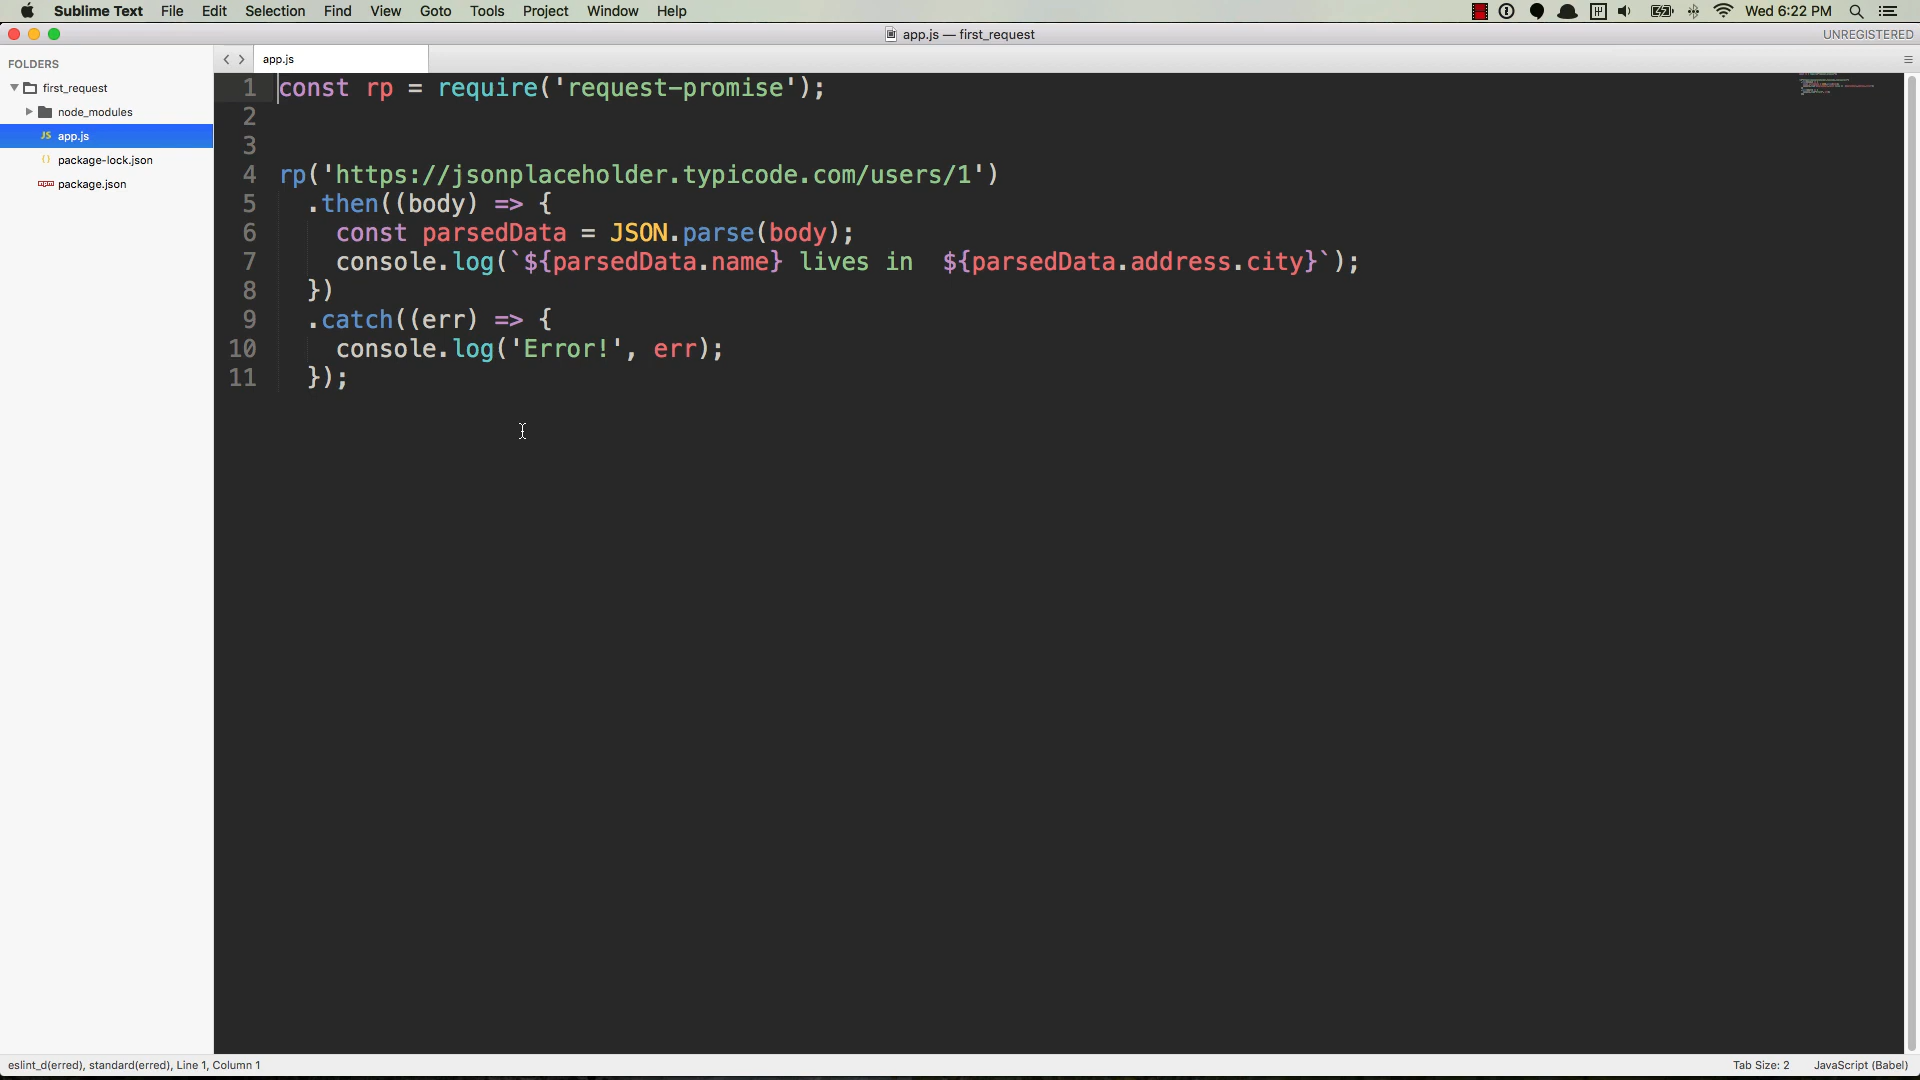 Sublime Text File Edit Selection Find View Goto Tools Project Window Help Wed 6:22 PM
app.js — first_request UNREGISTERED
FOLDERS
first_request
node_modules
app.js
package-lock.json
package.json
app.js
1 const rp = require('request-promise');
2
3
4 rp('https://jsonplaceholder.typicode.com/users/1')
5 .then((body) => {
6 const parsedData = JSON.parse(body);
7 console.log(`${parsedData.name} lives in  ${parsedData.address.city}`);
8 })
9 .catch((err) => {
10 console.log('Error!', err);
11 });
eslint_d(erred), standard(erred), Line 1, Column 1 Tab Size: 2 JavaScript (Babel)